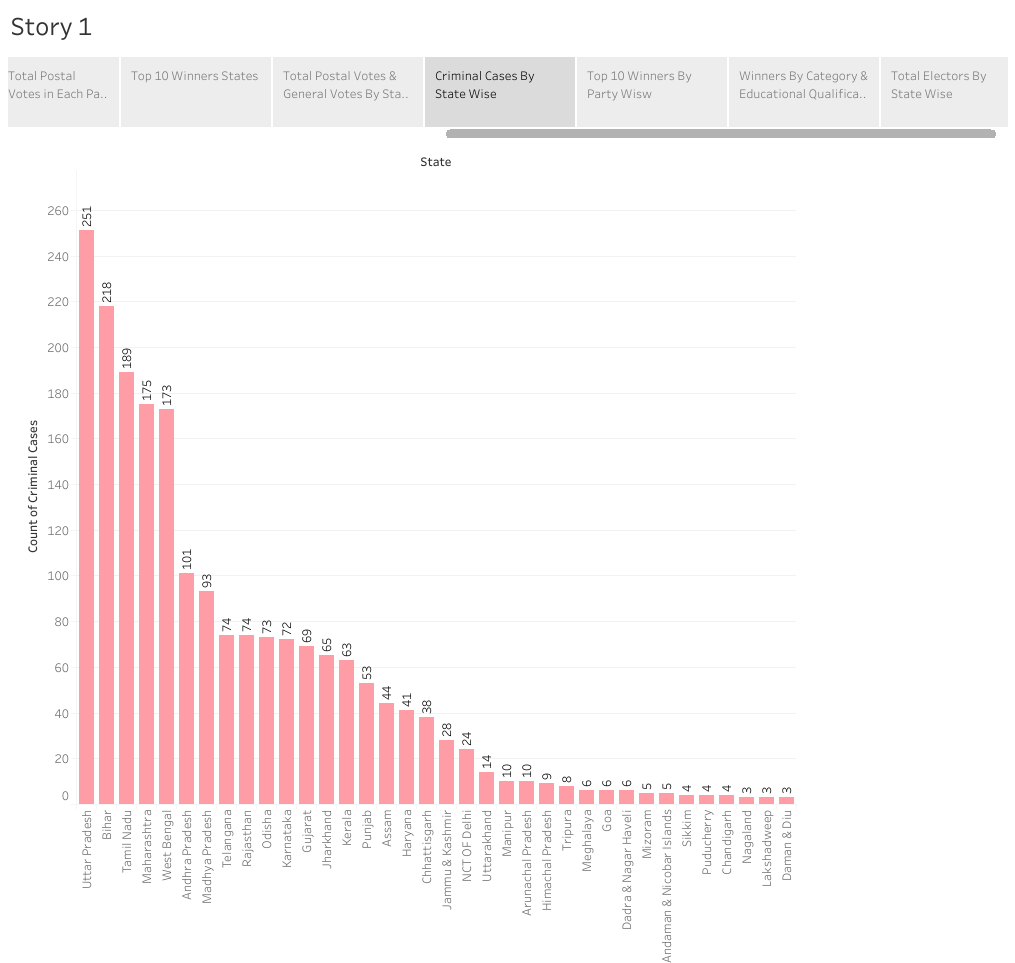 Story 1
Total Postal
Votes in Each Pa..
Top 10 Winners States
Total Postal Votes &
General Votes By Sta..
Criminal Cases By
State Wise
Top 10 Winners By
Party Wisw
Winners By Category &
Educational Qualifica..
Total Electors By
State Wise
State
Count of Criminal Cases
260
240
220
200
180
160
140
120
100
80
60
40
20
0
251
218
189
175
173
101
93
74
74
73
72
69
65
63
53
44
41
38
28
24
14
10
10
9
8
6
6
6
5
5
4
4
4
3
3
3
Uttar Pradesh
Bihar
Tamil Nadu
Maharashtra
West Bengal
Andhra Pradesh
Madhya Pradesh
Telangana
Rajasthan
Odisha
Karnataka
Gujarat
Jharkhand
Kerala
Punjab
Assam
Haryana
Chhattisgarh
Jammu & Kashmir
NCT OF Delhi
Uttarakhand
Manipur
Arunachal Pradesh
Himachal Pradesh
Tripura
Meghalaya
Goa
Dadra & Nagar Haveli
Mizoram
Andaman & Nicobar Islands
Sikkim
Puducherry
Chandigarh
Nagaland
Lakshadweep
Daman & Diu